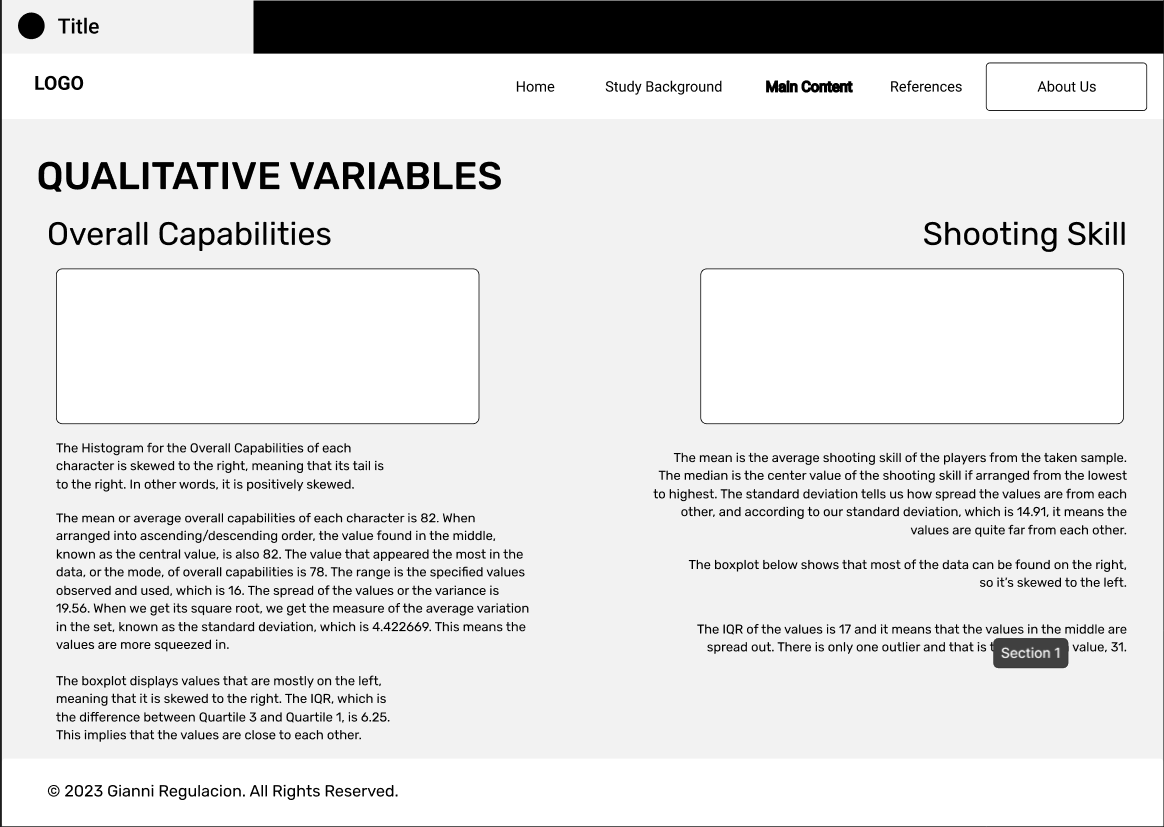 Title
LOGO
Home
Study Background
Main Content
References
About Us
QUALITATIVE VARIABLES
Overall Capabilities
The Histogram for the Overall Capabilities of each
character is skewed to the right, meaning that its tail is
to the right. In other words, it is positively skewed.
The mean or average overall capabilities of each character is 82. When
arranged into ascending/descending order, the value found in the middle,
known as the central value, is also 82. The value that appeared the most in the
data, or the mode, of overall capabilities is 78. The range is the specified values
observed and used, which is 16. The spread of the values or the variance is
19.56. When we get its square root, we get the measure of the average variation
in the set, known as the standard deviation, which is 4.422669. This means the
values are more squeezed in.
The boxplot displays values that are mostly on the left,
meaning that it is skewed to the right. The IQR, which is
the difference between Quartile 3 and Quartile 1, is 6.25.
This implies that the values are close to each other.
Shooting Skill
The mean is the average shooting skill of the players from the taken sample.
The median is the center value of the shooting skill if arranged from the lowest
to highest. The standard deviation tells us how spread the values are from each
other, and according to our standard deviation, which is 14.91, it means the
values are quite far from each other.
The boxplot below shows that most of the data can be found on the right,
so it’s skewed to the left.
The IQR of the values is 17 and it means that the values in the middle are
spread out. There is only one outlier and that is value, 31.
Section 1
© 2023 Gianni Regulacion. All Rights Reserved.